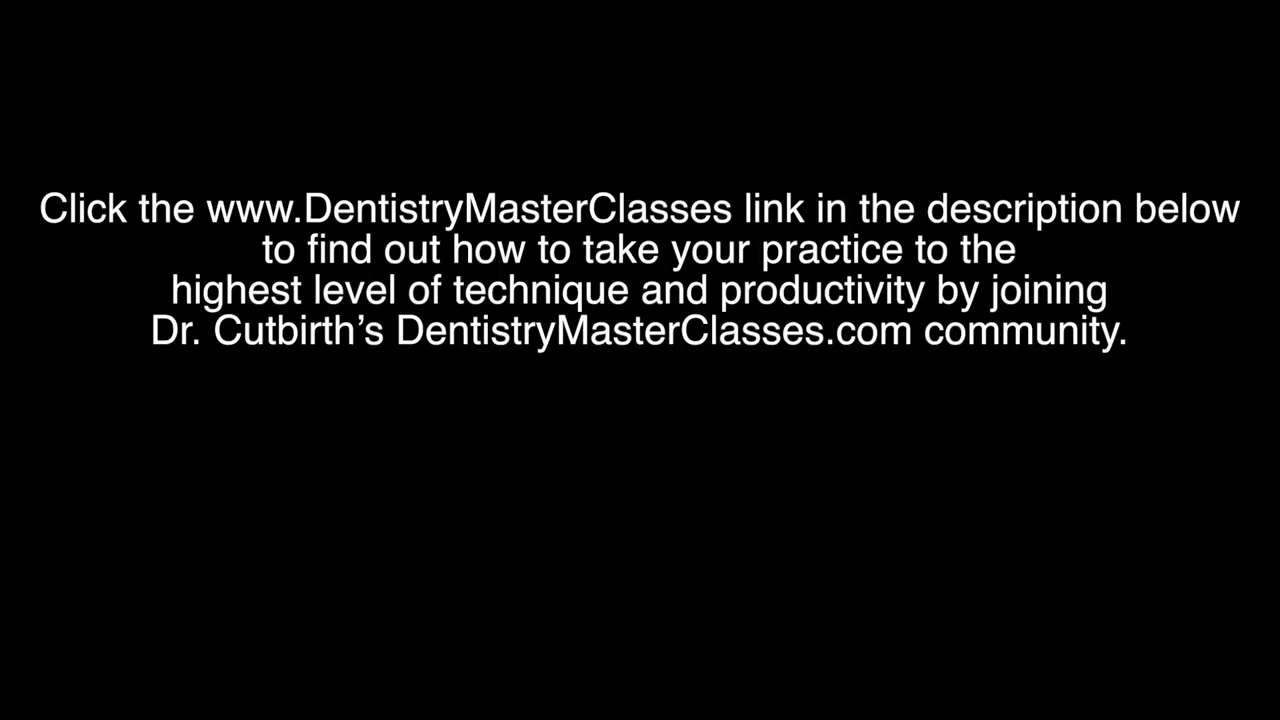 Click the www.DentistryMasterClasses link in the description below
to find out how to take your practice to the
highest level of technique and productivity by joining
Dr. Cutbirth’s DentistryMasterClasses.com community.